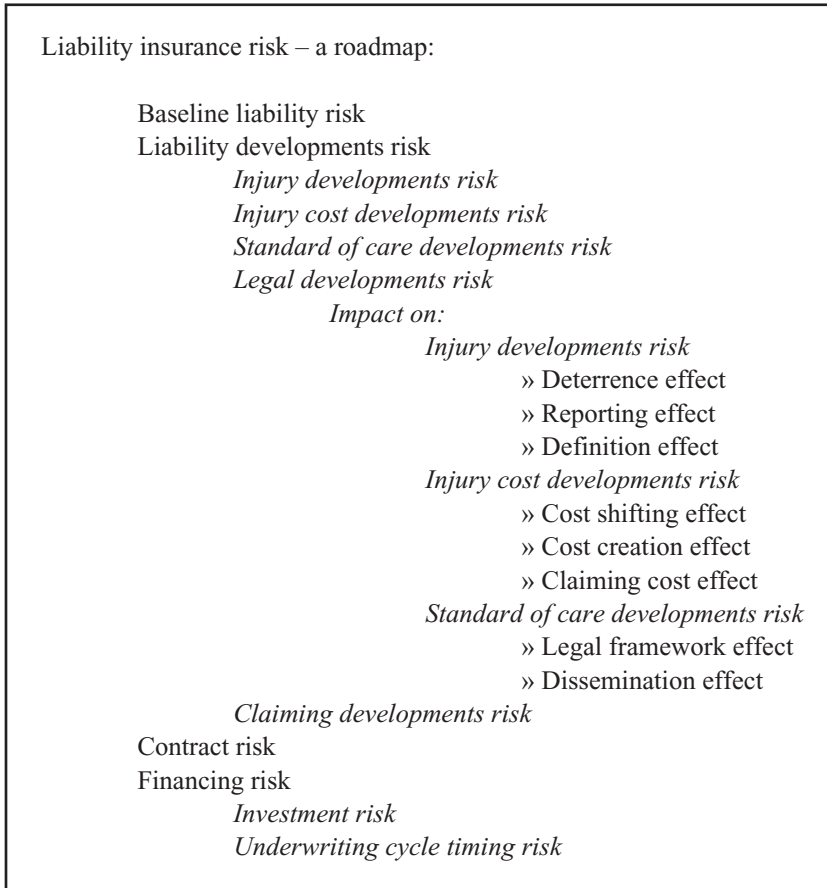 Liability insurance risk – a roadmap:
Baseline liability risk
Liability developments risk
Injury developments risk
Injury cost developments risk
Standard of care developments risk
Legal developments risk
Impact on:
Injury developments risk
» Deterrence effect
» Reporting effect
» Definition effect
Injury cost developments risk
» Cost shifting effect
» Cost creation effect
» Claiming cost effect
Standard of care developments risk
» Legal framework effect
» Dissemination effect
Claiming developments risk
Contract risk
Financing risk
Investment risk
Underwriting cycle timing risk